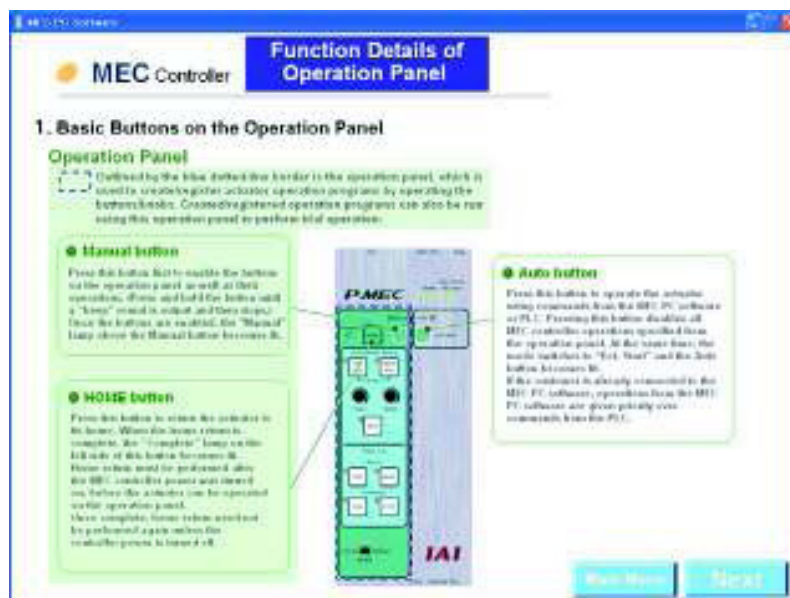 MEC PC Software
MEC Controller
Function Details of
Operation Panel
1. Basic Buttons on the Operation Panel
Operation Panel
Outlined by the blue dotted line border is the operation panel, which is
used to create/register actuator operation programs by operating the
buttons/knobs. Created/registered operation programs can also be run
using this operation panel to perform trial operation.
Manual button
Press this button first to enable the buttons
on the operation panel as well as their
operations. (Press and hold the button until
a "beep" sound is output and then stops.)
Once the buttons are enabled, the "Manual"
lamp above the Manual button becomes lit.
HOME button
Press this button to return the actuator to
its home. When the home return is
complete, the "complete" lamp on the
left side of this button becomes lit.
Home return must be performed after
the MEC controller power was turned
on, before the actuator can be operated
via the operation panel.
Once complete, home return need not
be performed again unless the
controller power is turned off.
P MEC
IAI
Auto button
Press this button to operate the actuator
using commands from the MEC PC software
or PLC. Pressing this button disables all
MEC controller operations specified from
the operation panel. At the same time, the
mode switches to "Ext. Start" and the Auto
button becomes lit.
If the controller is already connected to the
MEC PC software, operations from the MEC
PC software are given priority over
commands from the PLC.
Main Menu
Next